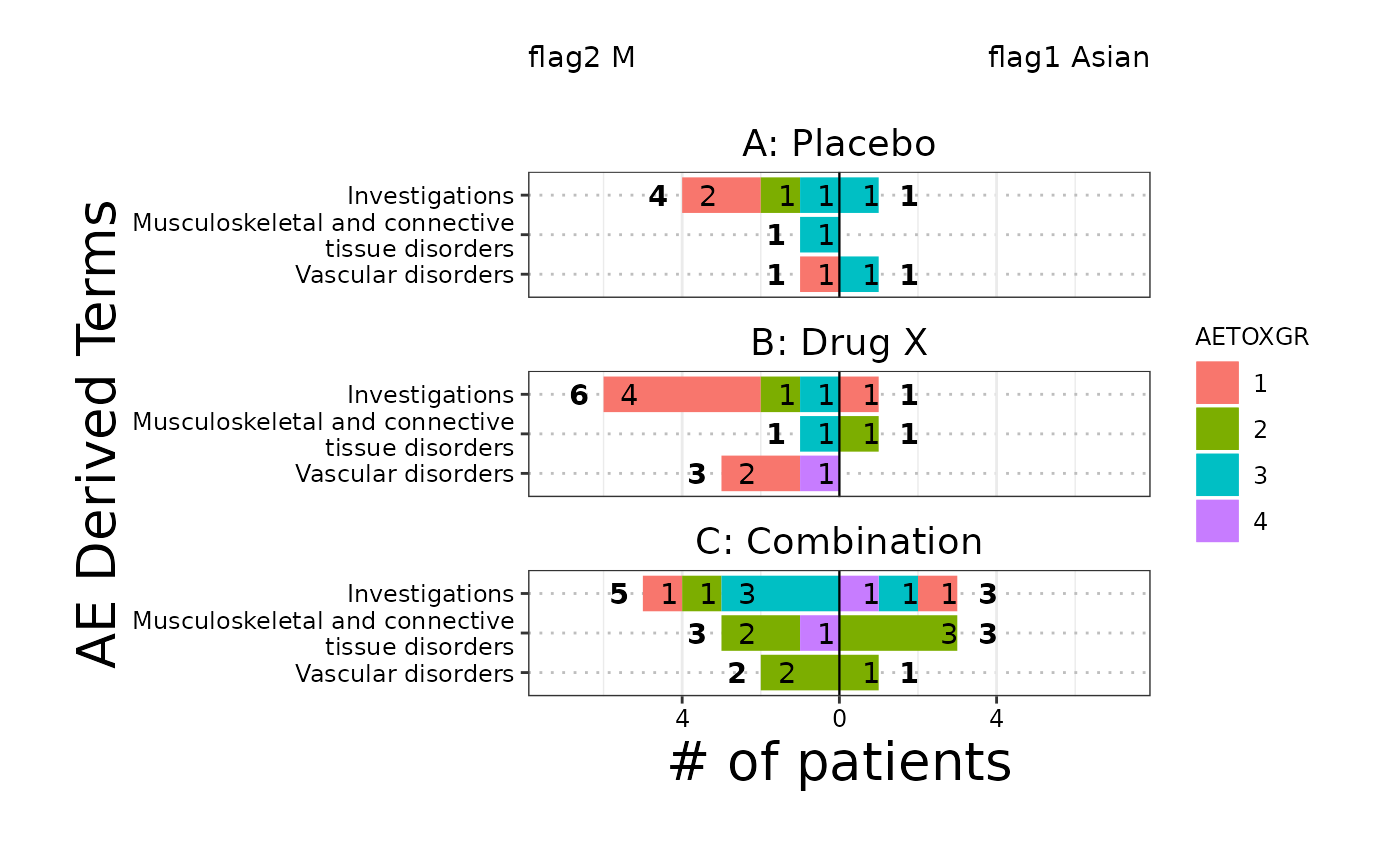 flag2 M flag1 Asian
A: Placebo
Investigations 4 2 1 1 1 1
Musculoskeletal and connective
tissue disorders 1 1
Vascular disorders 1 1 1 1
B: Drug X
Investigations 6 4 1 1 1 1
Musculoskeletal and connective
tissue disorders 1 1 1 1
Vascular disorders 3 2 1
C: Combination
Investigations 5 1 1 3 1 1 1 3
Musculoskeletal and connective
tissue disorders 3 2 1 3 3
Vascular disorders 2 2 1 1
4 0 4
# of patients
AE Derived Terms
AETOXGR
1
2
3
4